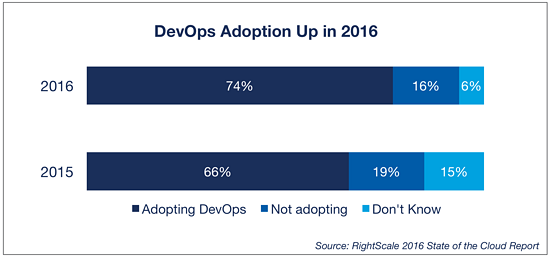 DevOps Adoption Up in 2016
2016 74% 16% 6%
2015 66% 19% 15%
Adopting DevOps Not adopting Don't Know
Source: RightScale 2016 State of the Cloud Report